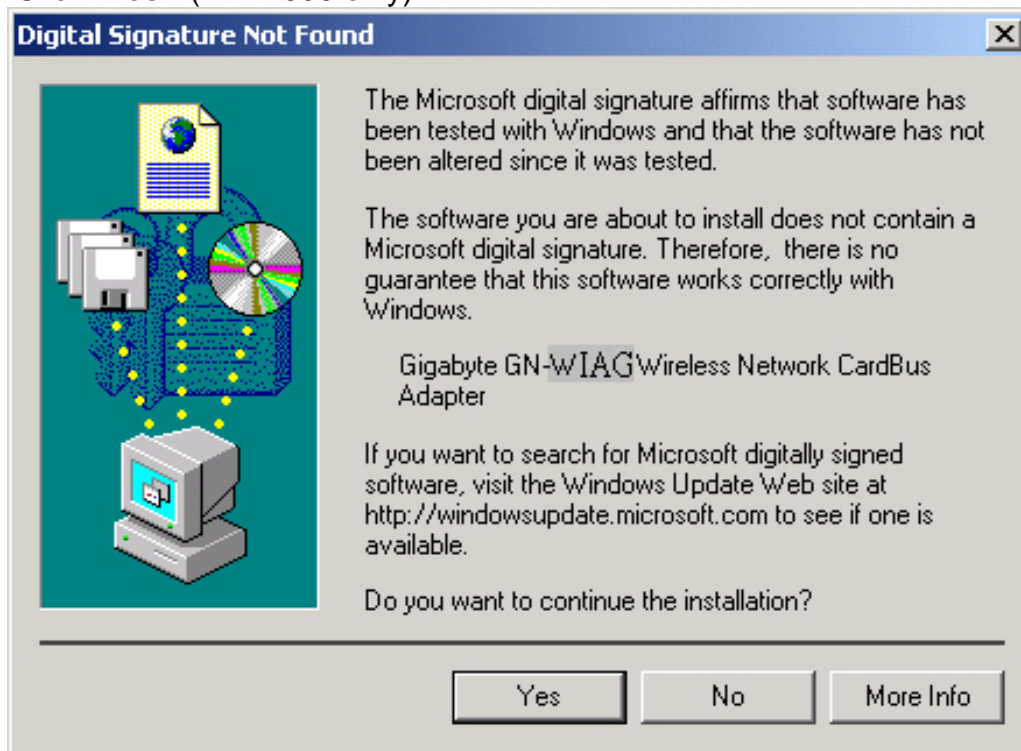 Digital Signature Not Found
The Microsoft digital signature affirms that software has
been tested with Windows and that the software has not
been altered since it was tested.
The software you are about to install does not contain a
Microsoft digital signature. Therefore, there is no
guarantee that this software works correctly with
Windows.
Gigabyte GN-WIAG Wireless Network CardBus
Adapter
If you want to search for Microsoft digitally signed
software, visit the Windows Update Web site at
http://windowsupdate.microsoft.com to see if one is
available.
Do you want to continue the installation?
Yes
No
More Info